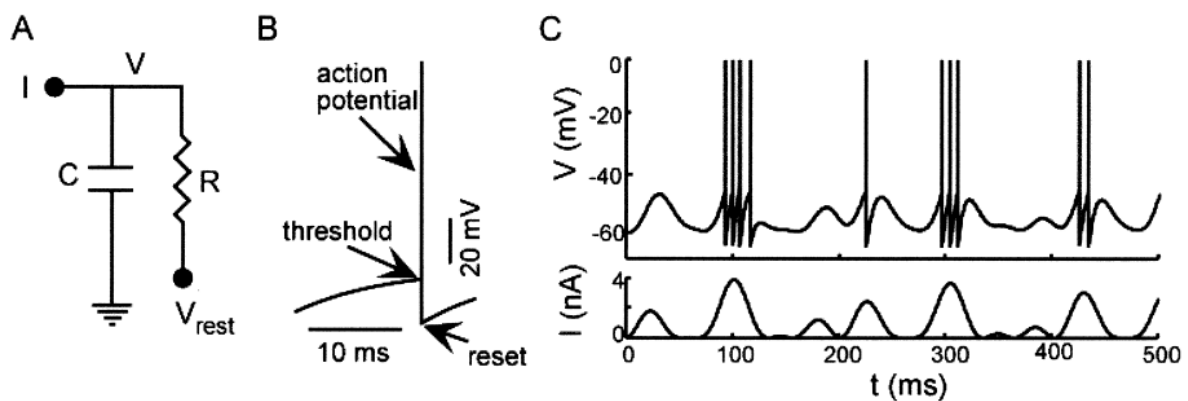 A
V
I
C
R
V_rest
B
action
potential
threshold
20 mV
10 ms
reset
C
0
-20
-40
-60
V (mV)
4
0
I (nA)
0 100 200 300 400 500
t (ms)